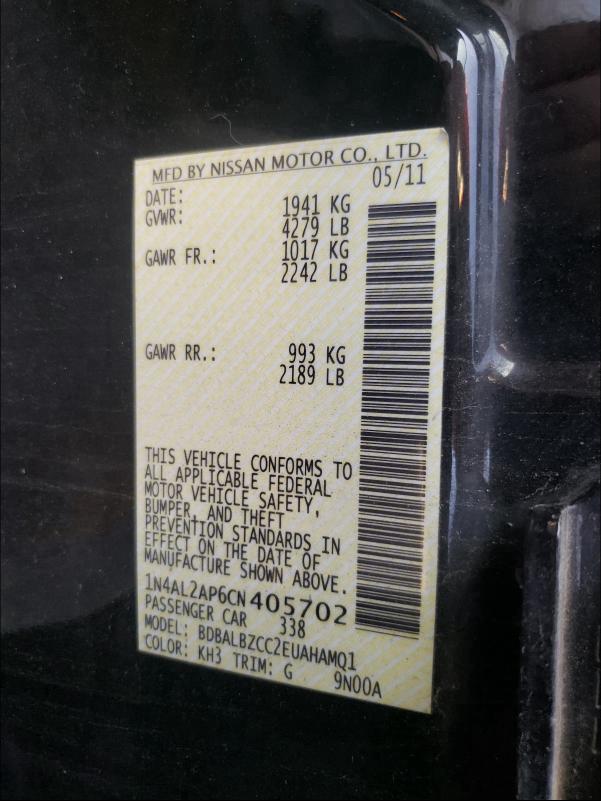 MFD BY NISSAN MOTOR CO., LTD.
DATE: 05/11
GVWR: 1941 KG
4279 LB
GAWR FR.: 1017 KG
2242 LB
GAWR RR.: 993 KG
2189 LB
THIS VEHICLE CONFORMS TO
ALL APPLICABLE FEDERAL
MOTOR VEHICLE SAFETY,
BUMPER, AND THEFT
PREVENTION STANDARDS IN
EFFECT ON THE DATE OF
MANUFACTURE SHOWN ABOVE.
1N4AL2AP6CN405702
PASSENGER CAR 338
MODEL: BDBALBZCC2EUAHAMQ1
COLOR: KH3 TRIM: G 9N00A